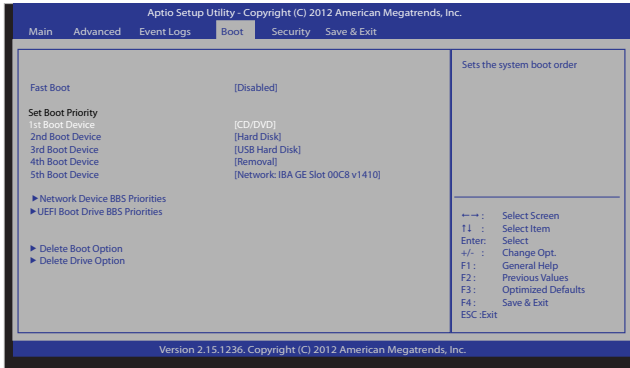 Aptio Setup Utility - Copyright (C) 2012 American Megatrends, Inc.
Main Advanced Event Logs Boot Security Save & Exit
Sets the system boot order
Fast Boot [Disabled]
Set Boot Priority
1st Boot Device [CD/DVD]
2nd Boot Device [Hard Disk]
3rd Boot Device [USB Hard Disk]
4th Boot Device [Removal]
5th Boot Device [Network: IBA GE Slot 00C8 v1410]
▶Network Device BBS Priorities
▶UEFI Boot Drive BBS Priorities
▶ Delete Boot Option
▶ Delete Drive Option
←→ : Select Screen
↑↓ : Select Item
Enter: Select
+/- : Change Opt.
F1 : General Help
F2 : Previous Values
F3 : Optimized Defaults
F4 : Save & Exit
ESC :Exit
Version 2.15.1236. Copyright (C) 2012 American Megatrends, Inc.